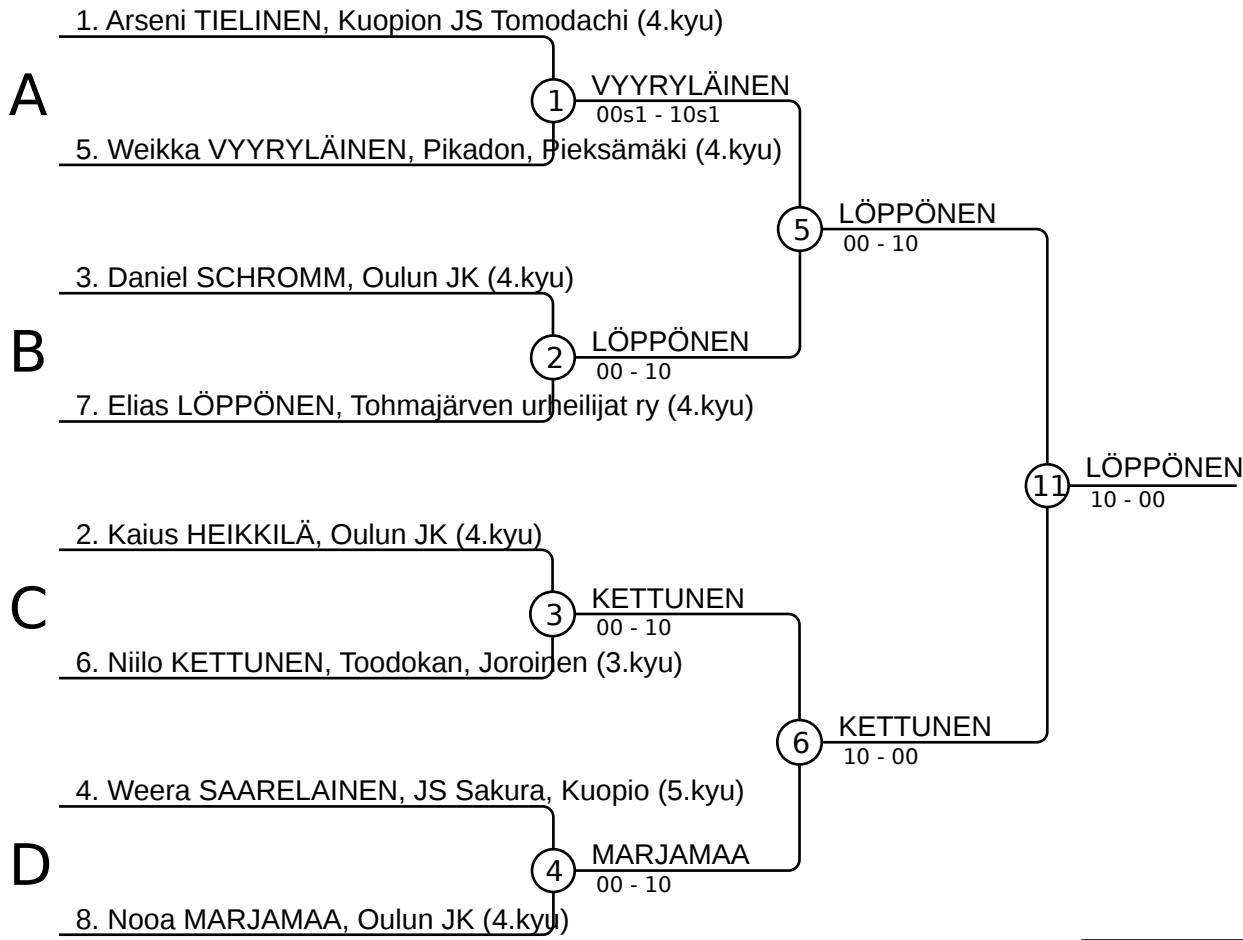 1. Arseni TIELINEN, Kuopion JS Tomodachi (4.kyu)
A
1
VYYRYLÄINEN
00s1 - 10s1
5. Weikka VYYRYLÄINEN, Pikadon, Pieksämäki (4.kyu)
5
LÖPPÖNEN
00 - 10
3. Daniel SCHROMM, Oulun JK (4.kyu)
B
2
LÖPPÖNEN
00 - 10
7. Elias LÖPPÖNEN, Tohmajärven urheilijat ry (4.kyu)
11
LÖPPÖNEN
10 - 00
2. Kaius HEIKKILÄ, Oulun JK (4.kyu)
C
3
KETTUNEN
00 - 10
6. Niilo KETTUNEN, Toodokan, Joroinen (3.kyu)
6
KETTUNEN
10 - 00
4. Weera SAARELAINEN, JS Sakura, Kuopio (5.kyu)
D
4
MARJAMAA
00 - 10
8. Nooa MARJAMAA, Oulun JK (4.kyu)